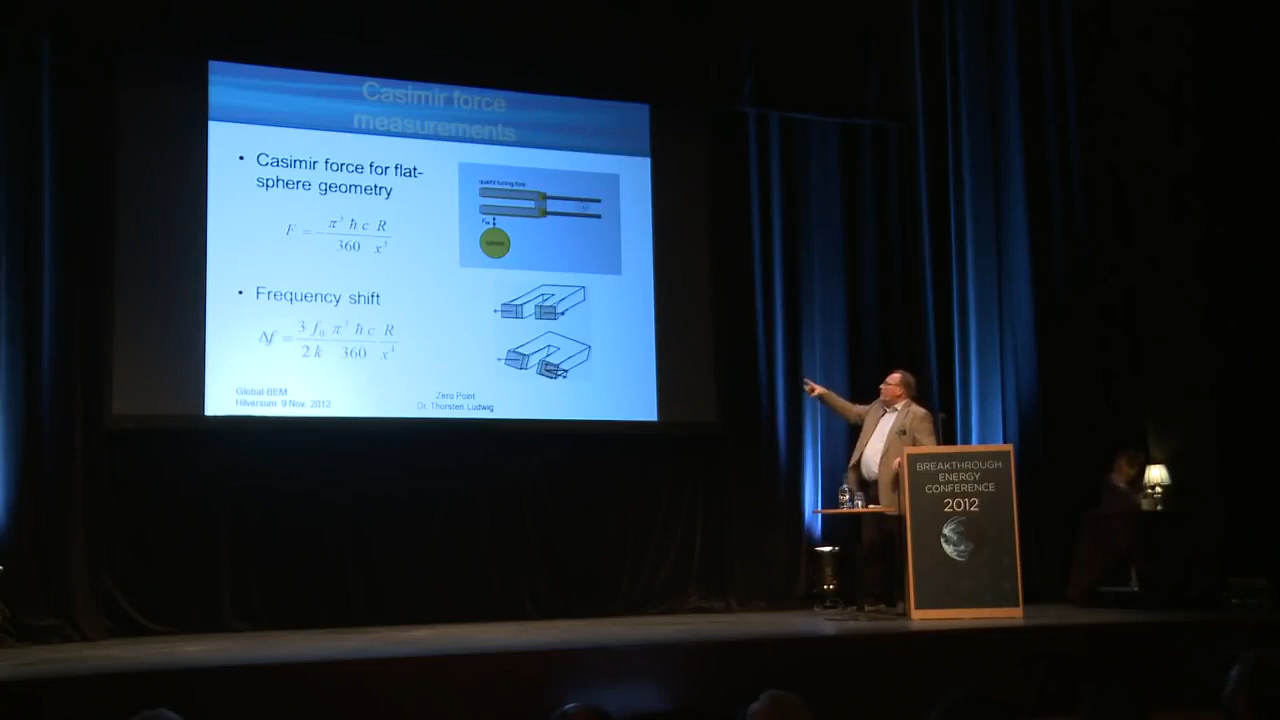 Casimir force
measurements
• Casimir force for flat-
sphere geometry
quartz tuning fork
F = - π³ ħ c R / 360 x³
• Frequency shift
Δf = 3 f₀ π³ ħ c R / 2 k 360 x⁴
Global BEM
Hilversum 9 Nov. 2012
Zero Point
Dr. Thorsten Ludwig
BREAKTHROUGH
ENERGY
CONFERENCE
2012